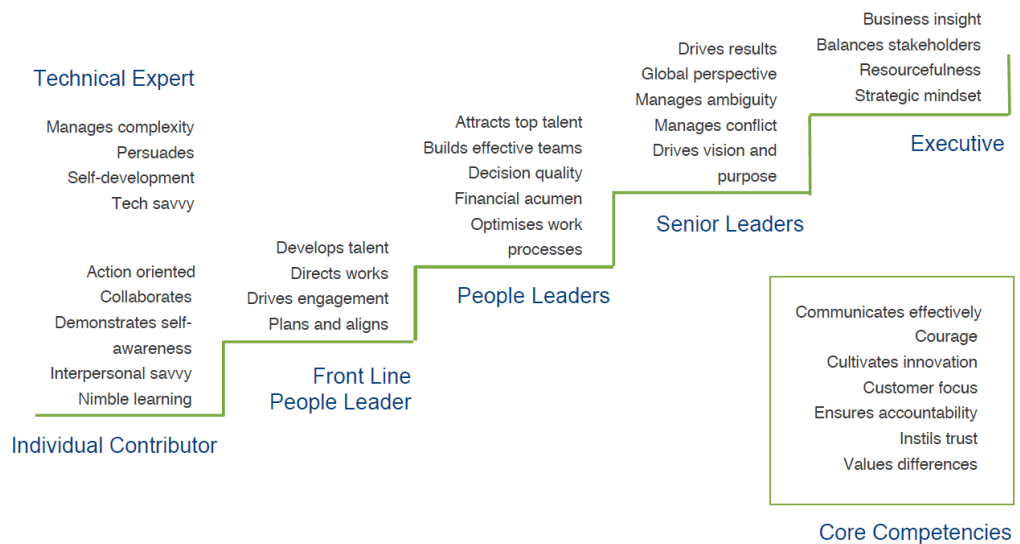 Technical Expert
Manages complexity
Persuades
Self-development
Tech savvy
Action oriented
Collaborates
Demonstrates self-
awareness
Interpersonal savvy
Nimble learning
Individual Contributor
Develops talent
Directs works
Drives engagement
Plans and aligns
Front Line
People Leader
Attracts top talent
Builds effective teams
Decision quality
Financial acumen
Optimises work
processes
People Leaders
Drives results
Global perspective
Manages ambiguity
Manages conflict
Drives vision and
purpose
Senior Leaders
Business insight
Balances stakeholders
Resourcefulness
Strategic mindset
Executive
Communicates effectively
Courage
Cultivates innovation
Customer focus
Ensures accountability
Instils trust
Values differences
Core Competencies